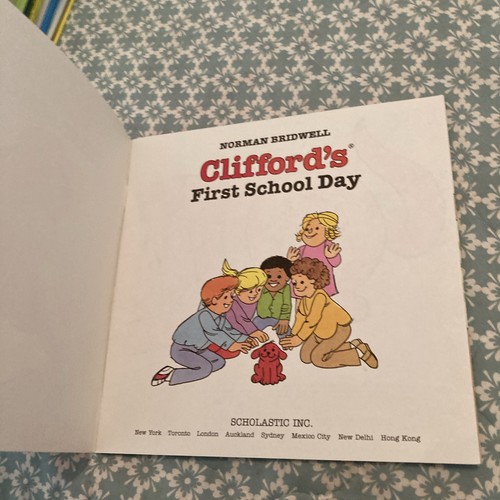 NORMAN BRIDWELL
Clifford's®
First School Day
SCHOLASTIC INC.
New York Toronto London Auckland Sydney Mexico City New Delhi Hong Kong